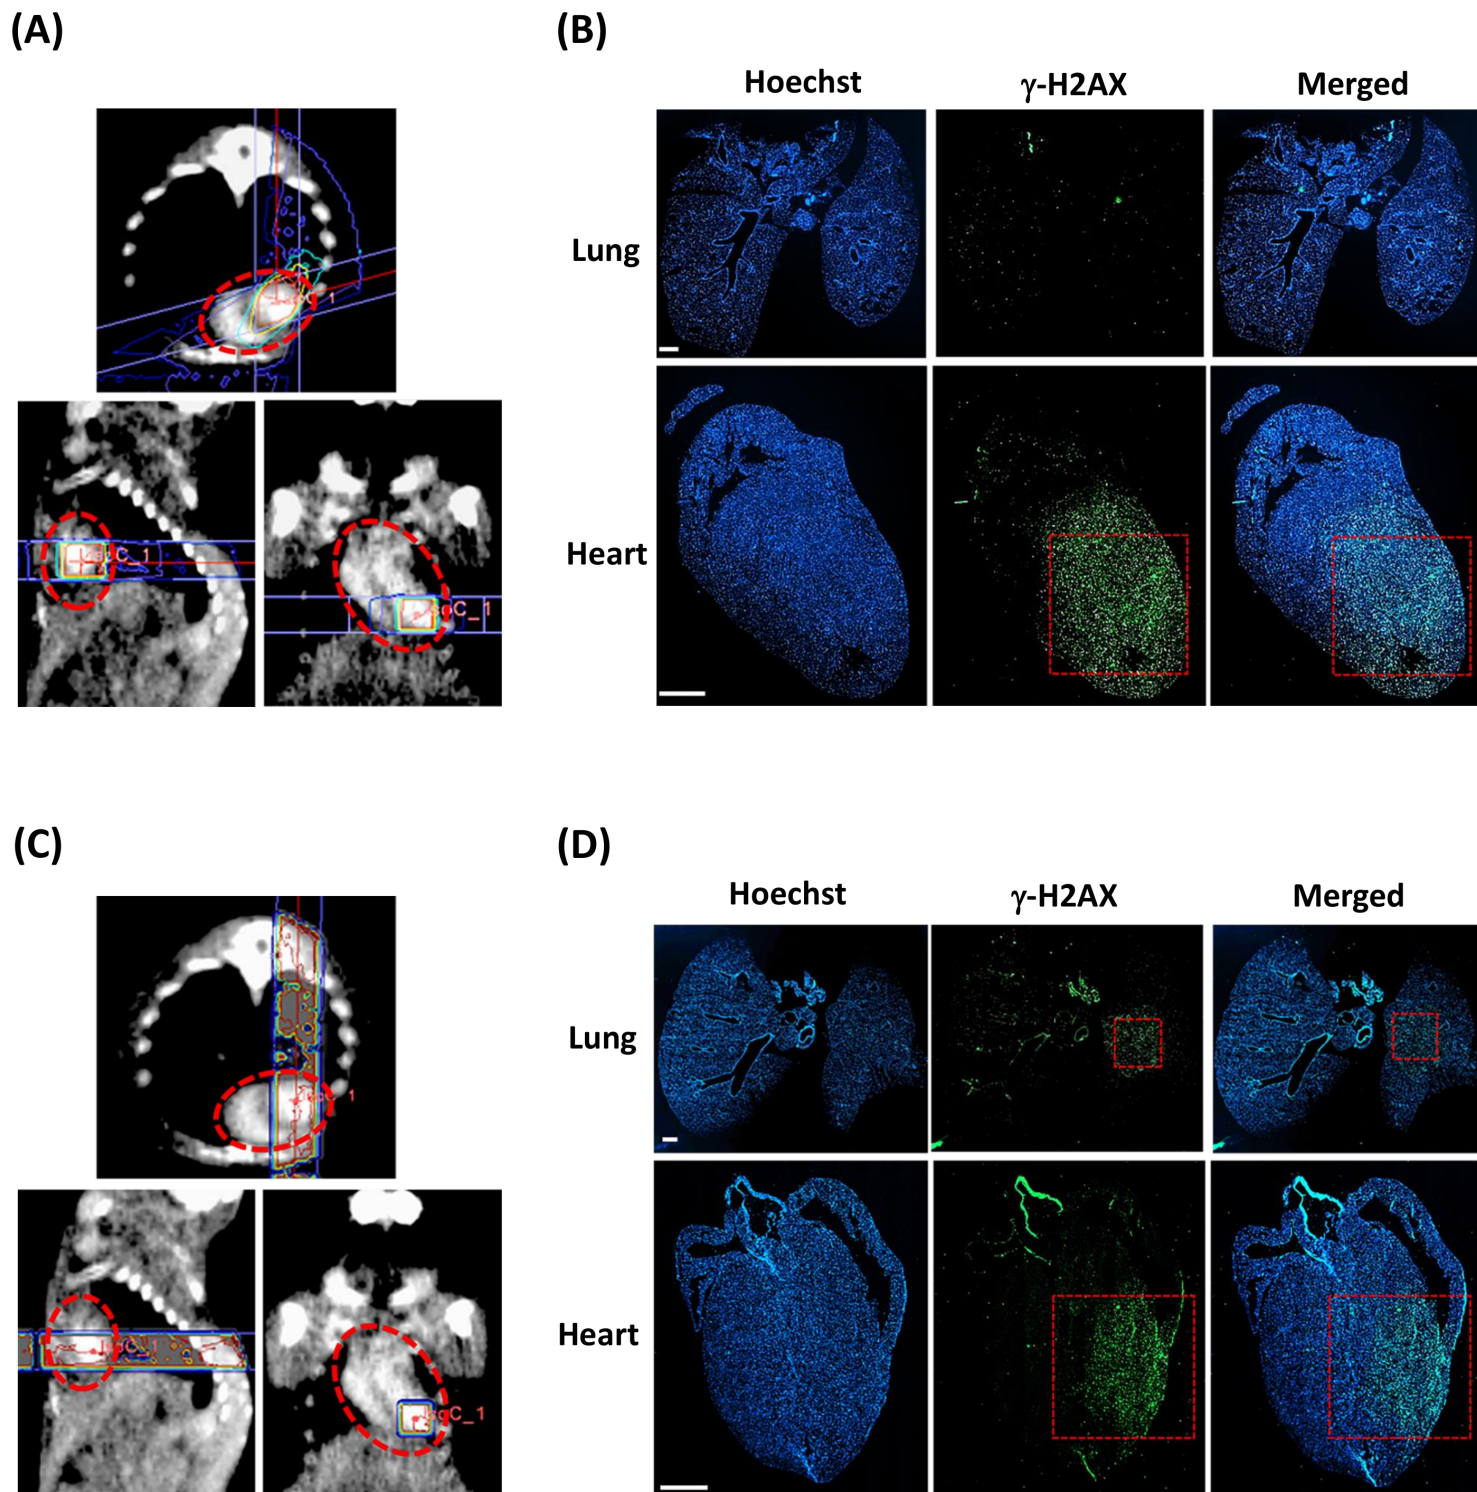 (A)
(B)
Hoechst
γ-H2AX
Merged
Lung
Heart
(C)
(D)
Hoechst
γ-H2AX
Merged
Lung
Heart